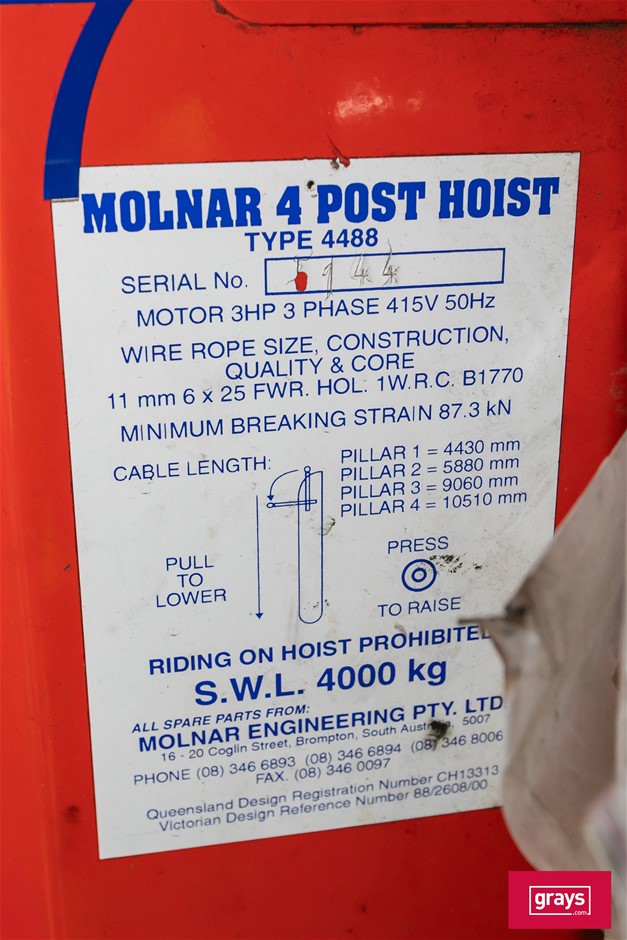 MOLNAR 4 POST HOIST
TYPE 4488
SERIAL No. 5144
MOTOR 3HP 3 PHASE 415V 50Hz
WIRE ROPE SIZE, CONSTRUCTION,
QUALITY & CORE
11 mm 6 x 25 FWR. HOL. 1W.R.C. B1770
MINIMUM BREAKING STRAIN 87.3 kN
CABLE LENGTH:
PILLAR 1 = 4430 mm
PILLAR 2 = 5880 mm
PILLAR 3 = 9060 mm
PILLAR 4 = 10510 mm
PULL
TO
LOWER
PRESS
TO RAISE
RIDING ON HOIST PROHIBITE
S.W.L. 4000 kg
ALL SPARE PARTS FROM:
MOLNAR ENGINEERING PTY. LTD
16 - 20 Coglin Street, Brompton, South Australia, 5007
PHONE (08) 346 6893 (08) 346 6894 (08) 346 8006
FAX. (08) 346 0097
Queensland Design Registration Number CH13313
Victorian Design Reference Number 88/2608/00
grays
.com